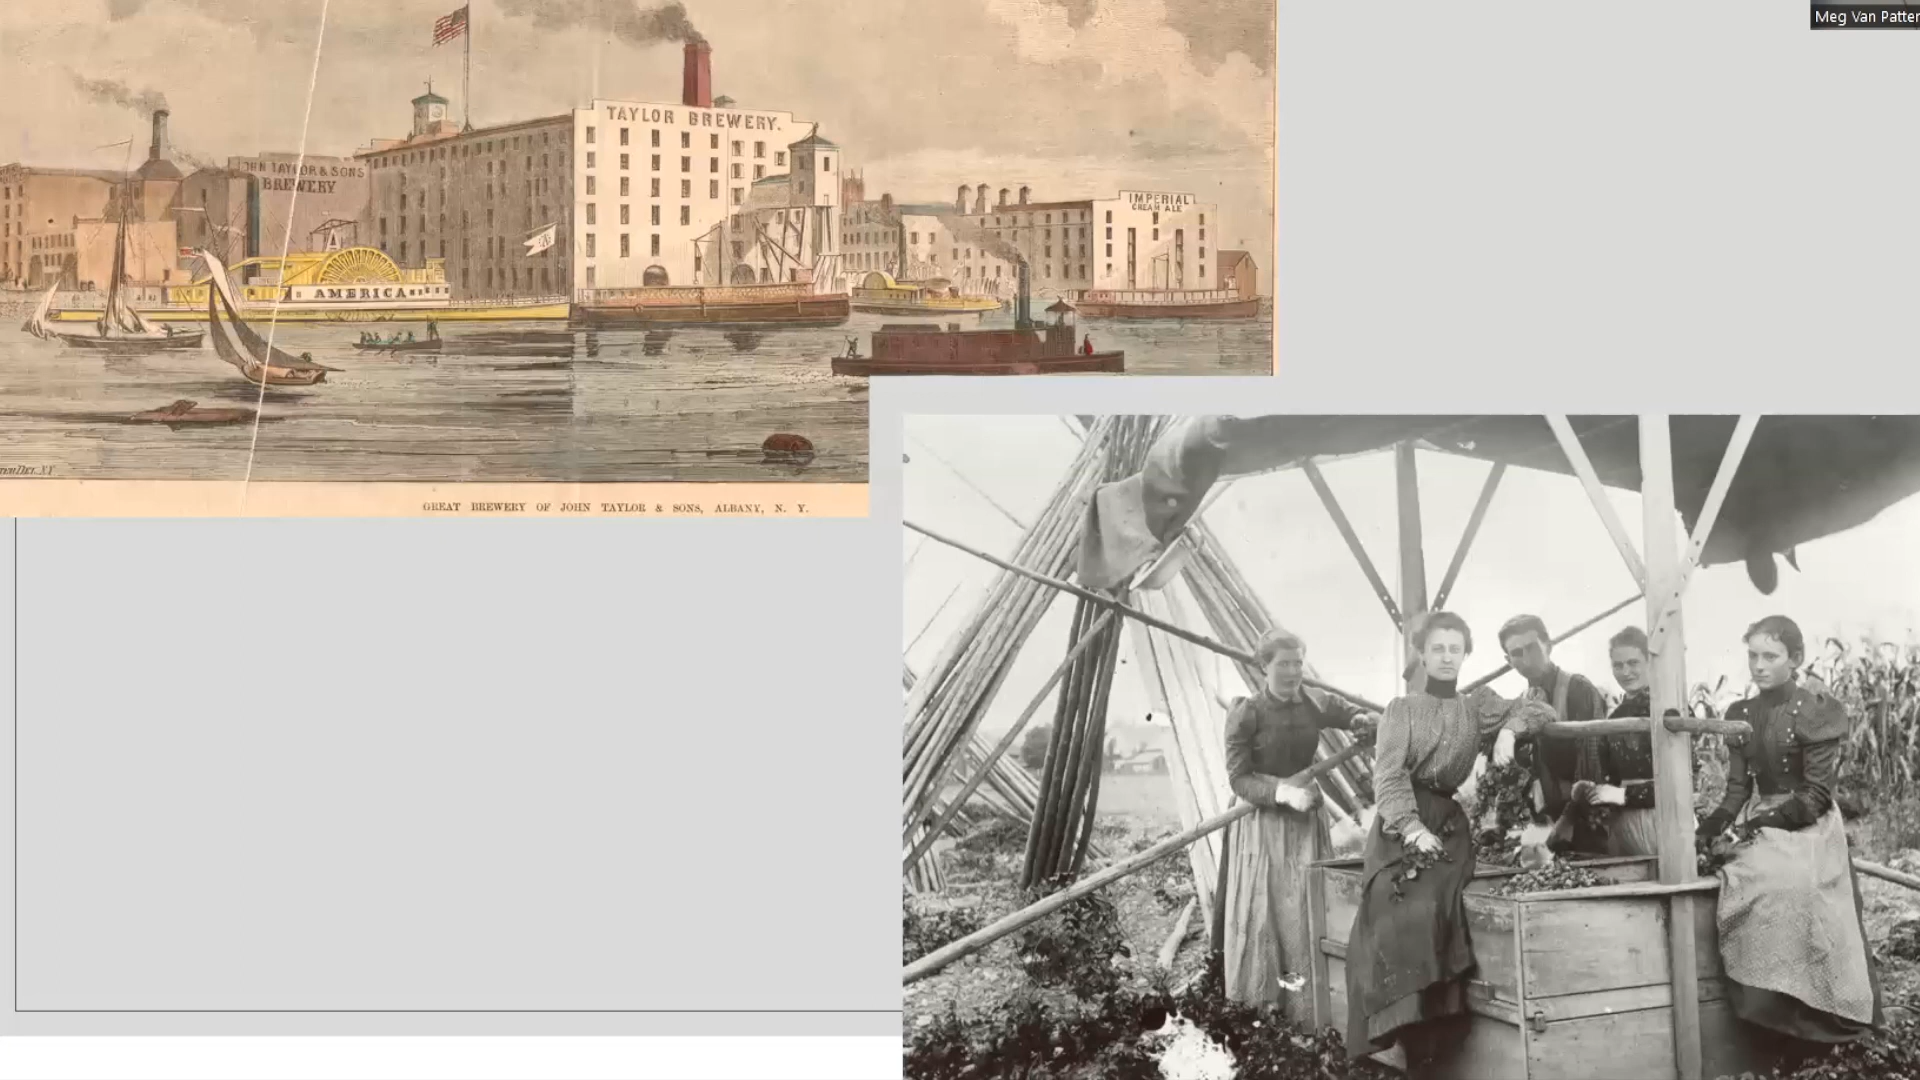 Meg Van Patter
TAYLOR BREWERY.
JOHN TAYLOR & SONS
BREWERY
IMPERIAL
CREAM ALE
AMERICA
GREAT BREWERY OF JOHN TAYLOR & SONS, ALBANY, N. Y.